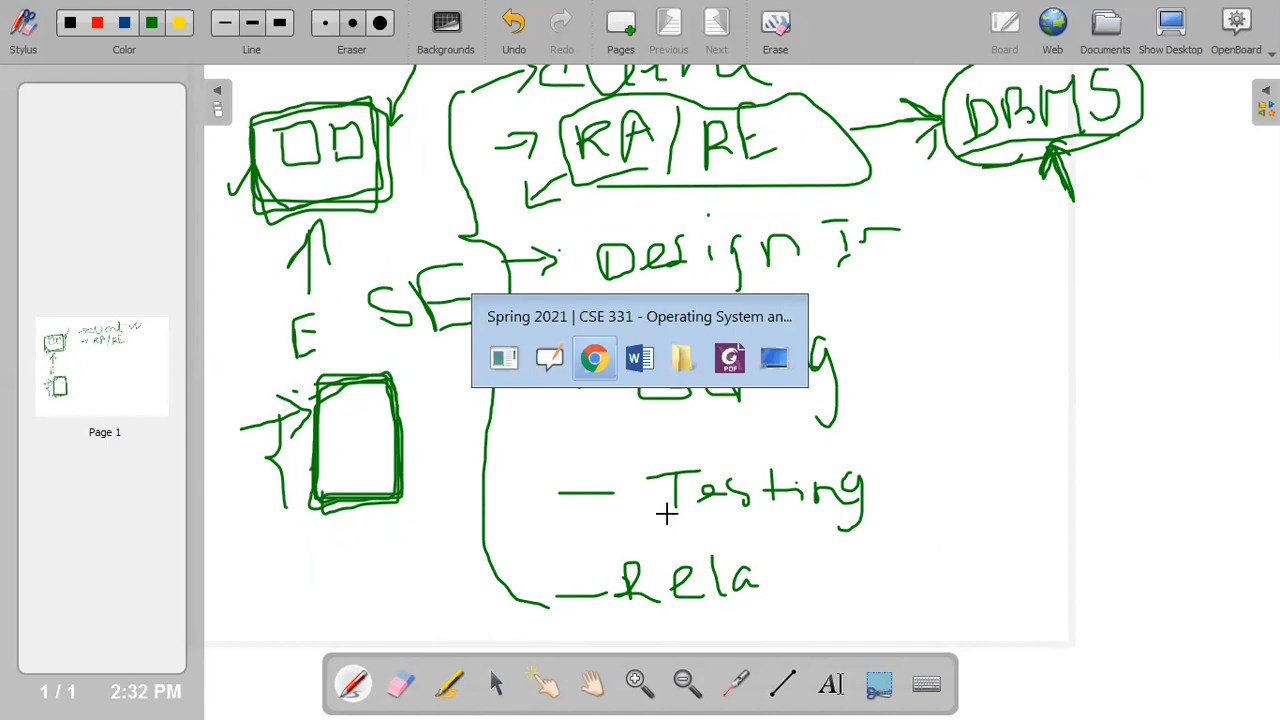 Stylus
Color
Line
Eraser
Backgrounds
Undo
Redo
Pages
Previous
Next
Erase
Board
Web
Documents
Show Desktop
OpenBoard
RA/RE
DBMS
Design
SE
E
Spring 2021 | CSE 331 - Operating System an...
PDF
g
- Testing
- Rela
Page 1
1 / 1
2:32 PM
AI